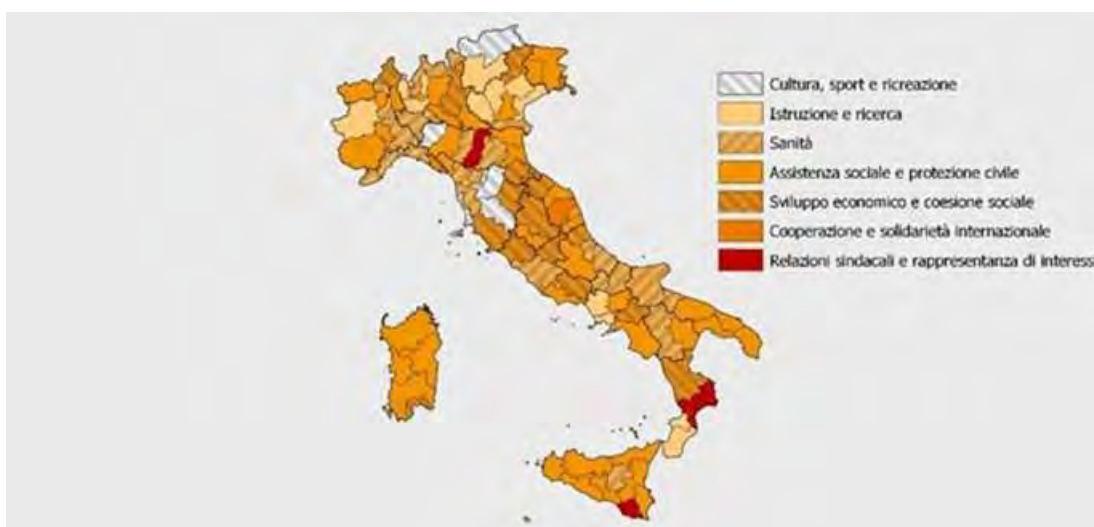 Cultura, sport e ricreazione
Istruzione e ricerca
Sanità
Assistenza sociale e protezione civile
Sviluppo economico e coesione sociale
Cooperazione e solidarietà internazionale
Relazioni sindacali e rappresentanza di interess